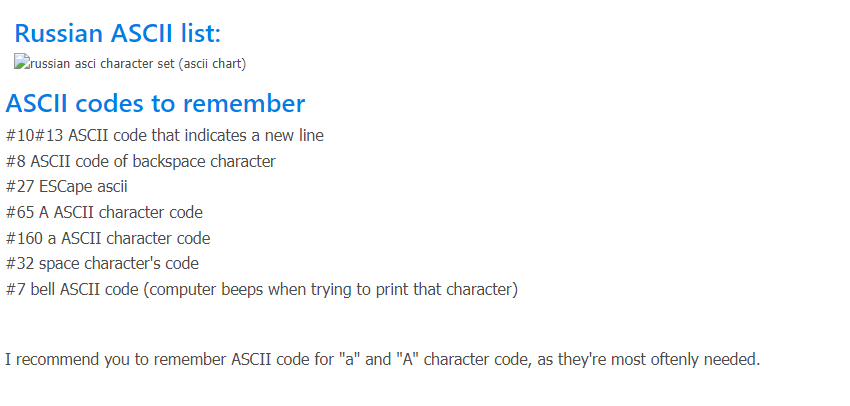 Russian ASCII list:
russian asci character set (ascii chart)
ASCII codes to remember
#10#13 ASCII code that indicates a new line
#8 ASCII code of backspace character
#27 ESCape ascii
#65 A ASCII character code
#160 a ASCII character code
#32 space character's code
#7 bell ASCII code (computer beeps when trying to print that character)
I recommend you to remember ASCII code for "a" and "A" character code, as they're most oftenly needed.